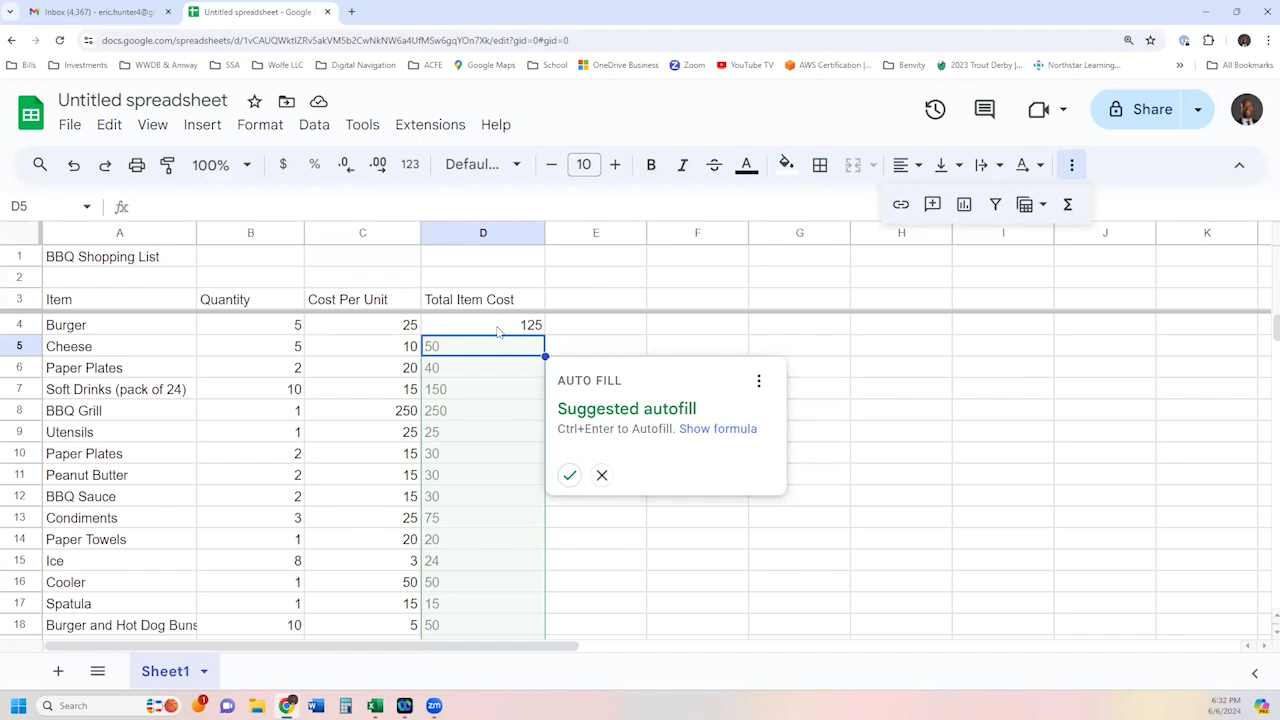 Inbox (4,367) - eric.hunter4@g
Untitled spreadsheet - Google
docs.google.com/spreadsheets/d/1vCAUQWktIZRv5akVM5b2CwNkNW6a4UfMSw6gqYOn7Xk/edit?gid=0#gid=0
Bills
Investments
WWDB & Amway
SSA
Wolfe LLC
Digital Navigation
ACFE
Google Maps
School
OneDrive Business
Zoom
YouTube TV
AWS Certification |...
Benvity
2023 Trout Derby |...
Northstar Learning...
All Bookmarks
Untitled spreadsheet
File Edit View Insert Format Data Tools Extensions Help
Share
100% $ % .0 .00 123 Defaul... 10 B I S A
D5 fx
A B C D E F G H I J K
1 BBQ Shopping List
2
3 Item Quantity Cost Per Unit Total Item Cost
4 Burger 5 25 125
5 Cheese 5 10 50
6 Paper Plates 2 20 40
7 Soft Drinks (pack of 24) 10 15 150
8 BBQ Grill 1 250 250
9 Utensils 1 25 25
10 Paper Plates 2 15 30
11 Peanut Butter 2 15 30
12 BBQ Sauce 2 15 30
13 Condiments 3 25 75
14 Paper Towels 1 20 20
15 Ice 8 3 24
16 Cooler 1 50 50
17 Spatula 1 15 15
18 Burger and Hot Dog Buns 10 5 50
AUTO FILL
Suggested autofill
Ctrl+Enter to Autofill. Show formula
Sheet1
Search
6:32 PM
6/6/2024